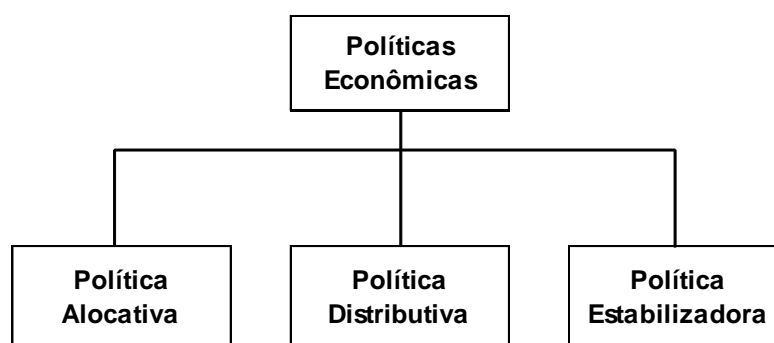 Políticas
Econômicas
Política
Alocativa
Política
Distributiva
Política
Estabilizadora